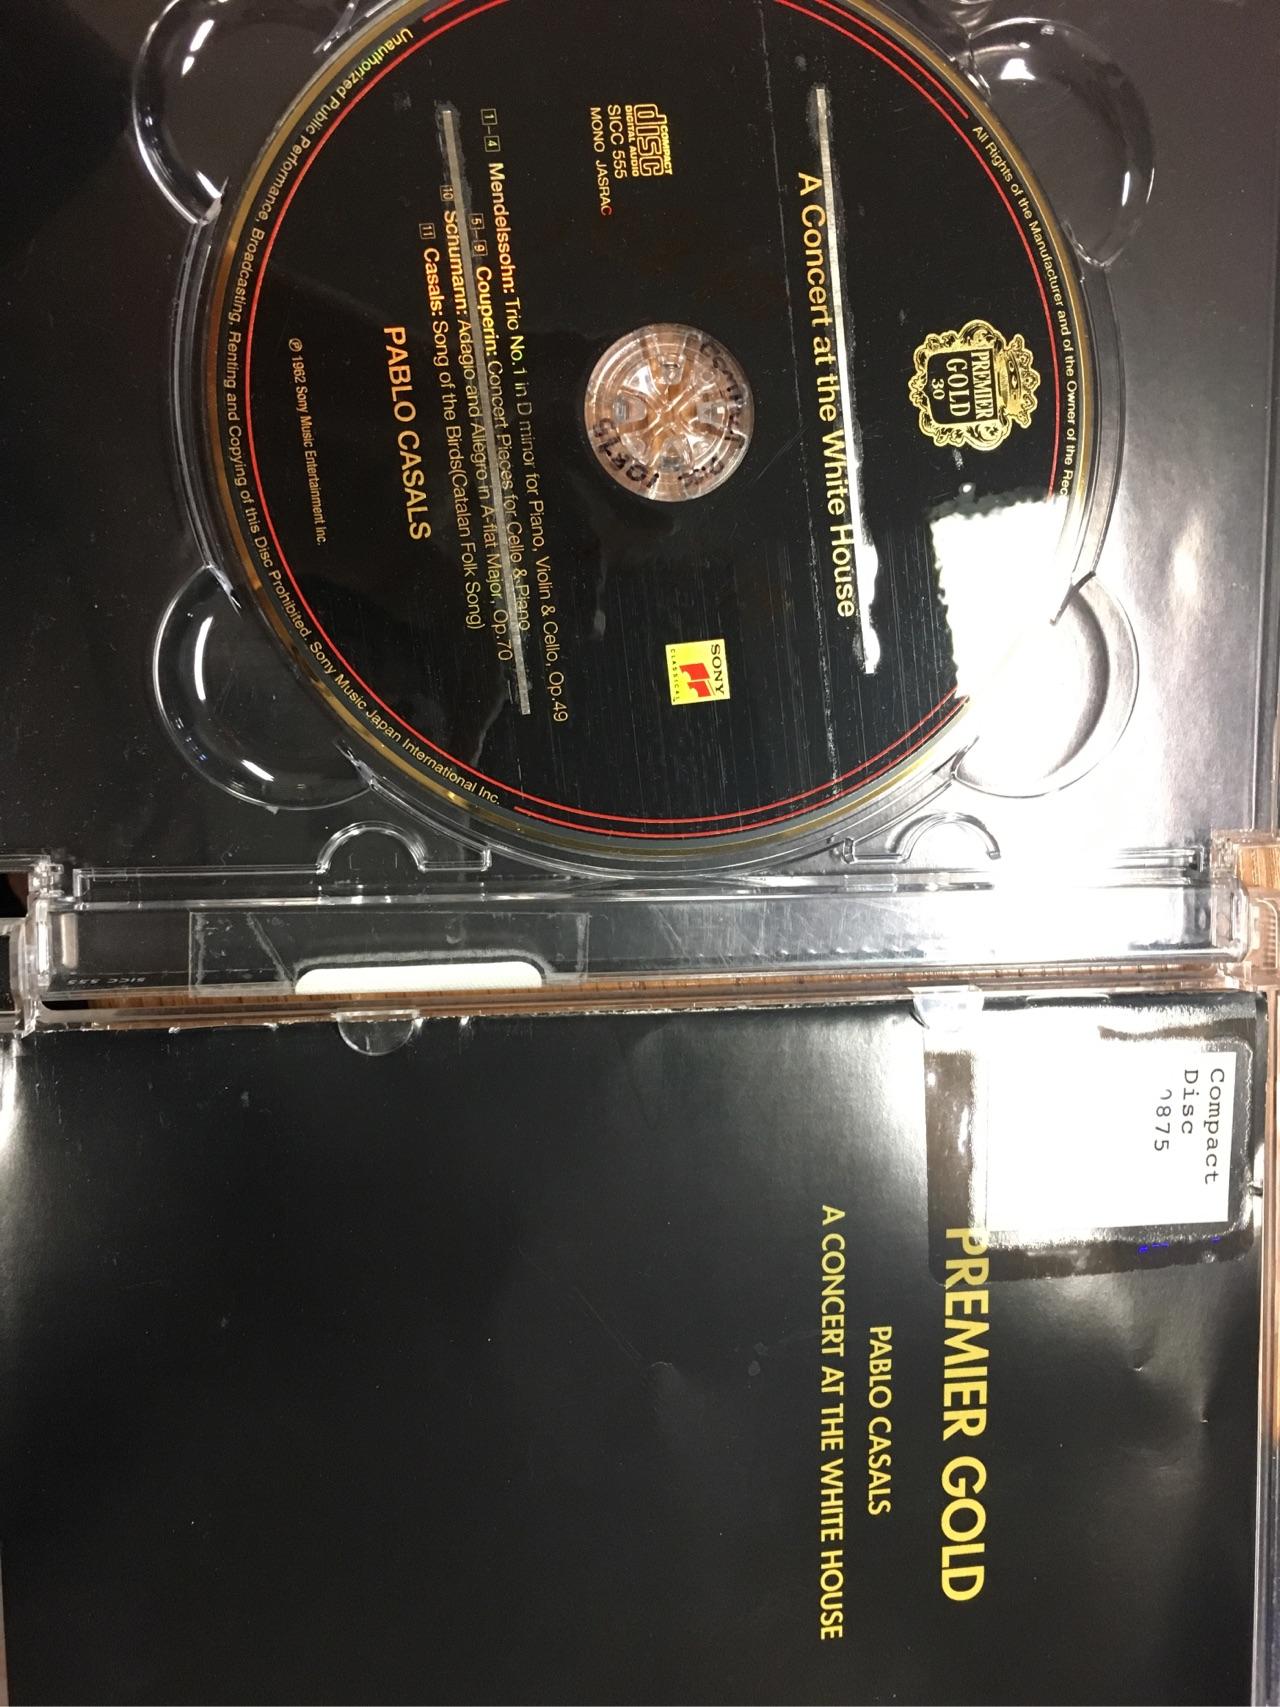 PREMIER
GOLD
30
A Concert at the White House
COMPACT
disc
DIGITAL AUDIO
SICC 555
MONO JASRAC
SONY
CLASSICAL
1-4 Mendelssohn: Trio No.1 in D minor for Piano, Violin & Cello, Op.49
5-9 Couperin: Concert Pieces for Cello & Piano
10 Schumann: Adagio and Allegro in A-flat Major, Op.70
11 Casals: Song of the Birds(Catalan Folk Song)
PABLO CASALS
℗ 1962 Sony Music Entertainment Inc.
All Rights of the Manufacturer and of the Owner of the
Unauthorized Public Performance, Broadcasting, Renting and Copying of this Disc Prohibited. Sony Music Japan International Inc.
SICC 555
Compact
Disc
PREMIER GOLD
PABLO CASALS
A CONCERT AT THE WHITE HOUSE